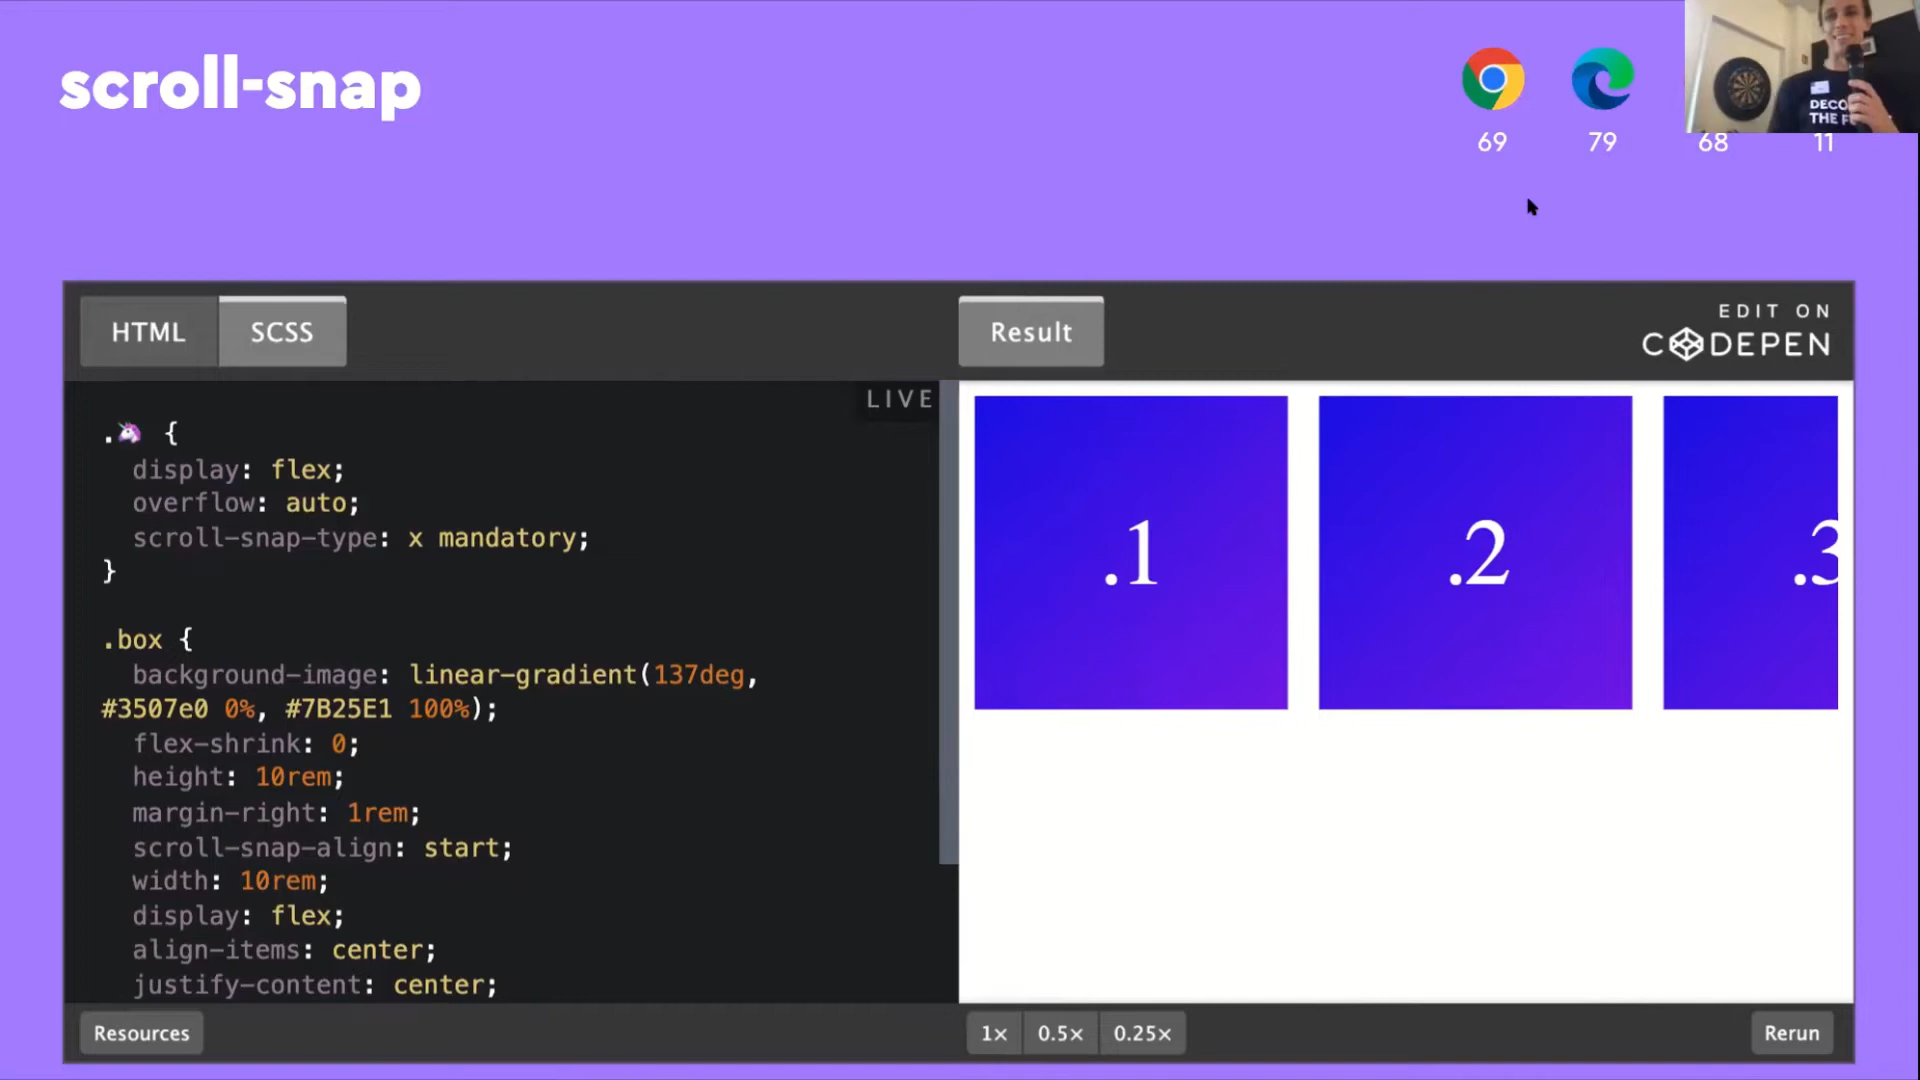 scroll-snap
69
79
68
11
DECO
THE F
HTML
SCSS
Result
EDIT ON
CODEPEN
LIVE
.🦄 {
display: flex;
overflow: auto;
scroll-snap-type: x mandatory;
}
.box {
background-image: linear-gradient(137deg,
#3507e0 0%, #7B25E1 100%);
flex-shrink: 0;
height: 10rem;
margin-right: 1rem;
scroll-snap-align: start;
width: 10rem;
display: flex;
align-items: center;
justify-content: center;
.1
.2
.3
Resources
1×
0.5×
0.25×
Rerun